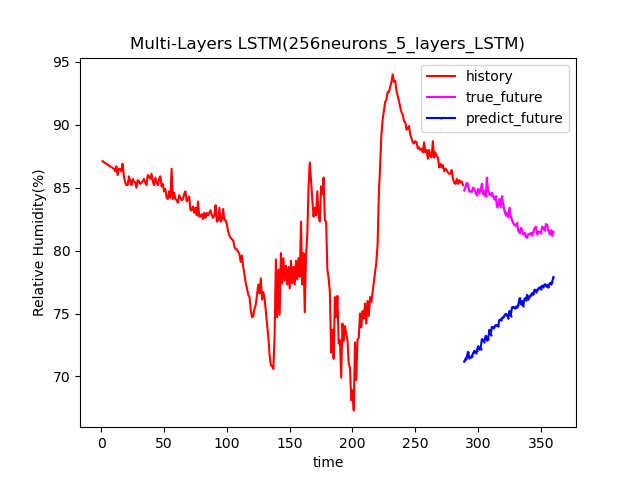 Multi-Layers LSTM(256neurons_5_layers_LSTM)
history
true_future
predict_future
Relative Humidity(%)
95
90
85
80
75
70
0 50 100 150 200 250 300 350
time